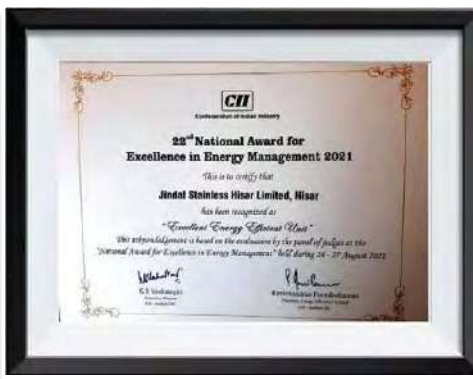 CII
Confederation of Indian Industry
22nd National Award for
Excellence in Energy Management 2021
This is to certify that
Jindal Stainless Hisar Limited, Hisar
has been recognized as
"Excellent Energy Efficient Unit"
This acknowledgement is based on the evaluation by the panel of judges at the
"National Award for Excellence in Energy Management" held during 24 - 27 August 2021
K S Venkatagiri
Executive Director